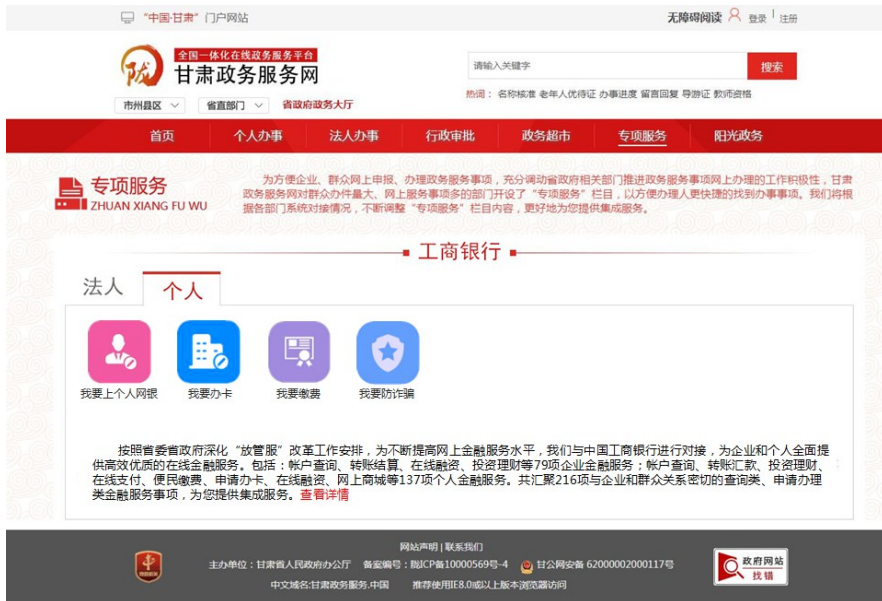 “中国·甘肃”门户网站
无障碍阅读 登录 | 注册
陇
全国一体化在线政务服务平台
甘肃政务服务网
请输入关键字 搜索
市州县区 省直部门 省政府政务大厅
热词： 名称核准 老年人优待证 办事进度 留言回复 导游证 教师资格
首页 个人办事 法人办事 行政审批 政务超市 专项服务 阳光政务
专项服务
ZHUAN XIANG FU WU
为方便企业、群众网上申报、办理政务服务事项，充分调动省政府相关部门推进政务服务事项网上办理的工作积极性，甘肃
政务服务网对群众办件量大、网上服务事项多的部门开设了“专项服务”栏目，以方便办理人更快捷的找到办事事项。我们将根
据各部门系统对接情况，不断调整“专项服务”栏目内容，更好地为您提供集成服务。
工商银行
法人 个人
我要上个人网银 我要办卡 我要缴费 我要防诈骗
按照省委省政府深化“放管服”改革工作安排，为不断提高网上金融服务水平，我们与中国工商银行进行对接，为企业和个人全面提
供高效优质的在线金融服务。包括：帐户查询、转账结算、在线融资、投资理财等79项企业金融服务；帐户查询、转账汇款、投资理财、
在线支付、便民缴费、申请办卡、在线融资、网上商城等137项个人金融服务。共汇聚216项与企业和群众关系密切的查询类、申请办理
类金融服务事项，为您提供集成服务。查看详情
网站声明 | 联系我们
主办单位：甘肃省人民政府办公厅 备案编号：陇ICP备10000569号-4 甘公网安备 62000002000117号
中文域名:甘肃政务服务.中国 推荐使用IE8.0或以上版本浏览器访问
政府网站
找错